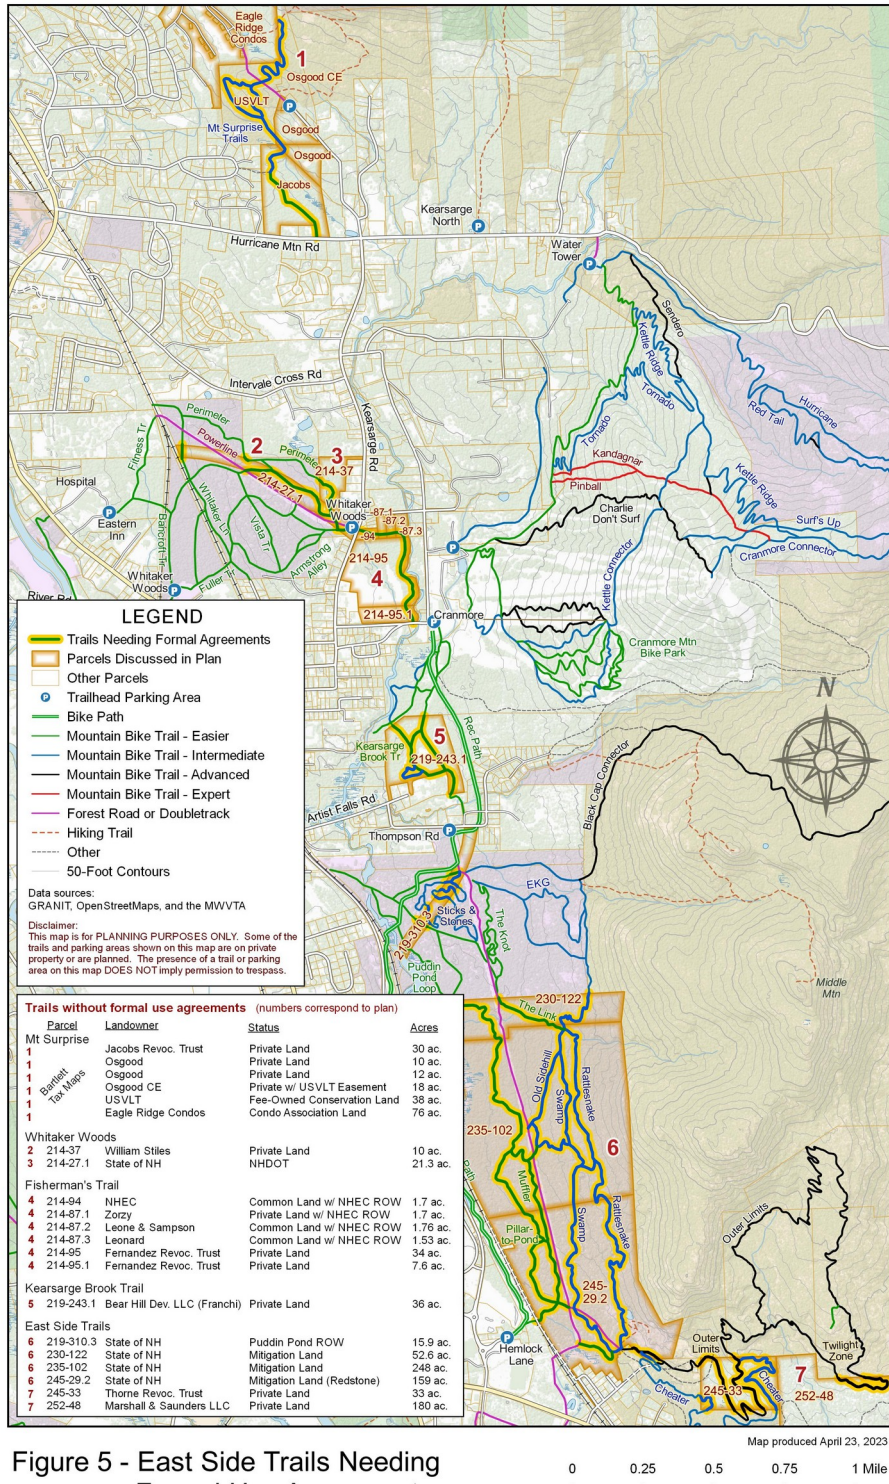 Eagle
Ridge
Condos
1
Osgood CE
USVLT
Mt Surprise
Trails
Osgood
Osgood
Jacobs
Kearsarge
North
Hurricane Mtn Rd
Water
Tower
Sendero
Kettle Ridge
Tornado
Tornado
Hurricane
Red Tail
Intervale Cross Rd
Kearsarge Rd
Perimeter
Powerline
2
Perimeter
3
214-37
Fitness Tr
214-27.1
Kandagnar
Pinball
Kettle Ridge
Hospital
Eastern
Inn
Whitaker Ln
Vista Tr
Bancroft Tr
Whitaker
Woods
-87.1
-87.2
87.3
-94
Charlie
Don't Surf
Surf's Up
Cranmore Connector
214-95
4
Armstrong
Alley
Fuller Tr
Whitaker
Woods
River Rd
Kettle Connector
214-95.1
Cranmore
Cranmore Mtn
Bike Park
LEGEND
Trails Needing Formal Agreements
Parcels Discussed in Plan
Other Parcels
P Trailhead Parking Area
Bike Path
Mountain Bike Trail - Easier
Mountain Bike Trail - Intermediate
Mountain Bike Trail - Advanced
Mountain Bike Trail - Expert
Forest Road or Doubletrack
Hiking Trail
Other
50-Foot Contours
Data sources:
GRANIT, OpenStreetMaps, and the MWVTA
Disclaimer:
This map is for PLANNING PURPOSES ONLY. Some of the
trails and parking areas shown on this map are on private
property or are planned. The presence of a trail or parking
area on this map DOES NOT imply permission to trespass.
N
Rec Path
5
Kearsarge
Brook Tr
219-243.1
Black Cap Connector
Artist Falls Rd
Thompson Rd
EKG
Sticks &
Stones
The Knot
219-310.3
Puddin
Pond
Loop
Middle
Mtn
230-122
The Link
Old Sidehill
Swamp
Rattlesnake
235-102
6
Muffler
Path
Pillar-
to-Pond
Swamp
Rattlesnake
Outer Limits
Outer Limits
245-
29.2
Hemlock
Lane
Outer
Limits
Twilight
Zone
7
245-33
252-48
Cheater
Cheater
Trails without formal use agreements (numbers correspond to plan)
Parcel Landowner Status Acres
Mt Surprise
Bartlett
Tax Maps
1 Jacobs Revoc. Trust Private Land 30 ac.
1 Osgood Private Land 10 ac.
1 Osgood Private Land 12 ac.
1 Osgood CE Private w/ USVLT Easement 18 ac.
1 USVLT Fee-Owned Conservation Land 38 ac.
1 Eagle Ridge Condos Condo Association Land 76 ac.
Whitaker Woods
2 214-37 William Stiles Private Land 10 ac.
3 214-27.1 State of NH NHDOT 21.3 ac.
Fisherman's Trail
4 214-94 NHEC Common Land w/ NHEC ROW 1.7 ac.
4 214-87.1 Zorzy Private Land w/ NHEC ROW 1.7 ac.
4 214-87.2 Leone & Sampson Common Land w/ NHEC ROW 1.76 ac.
4 214-87.3 Leonard Common Land w/ NHEC ROW 1.53 ac.
4 214-95 Fernandez Revoc. Trust Private Land 34 ac.
4 214-95.1 Fernandez Revoc. Trust Private Land 7.6 ac.
Kearsarge Brook Trail
5 219-243.1 Bear Hill Dev. LLC (Franchi) Private Land 36 ac.
East Side Trails
6 219-310.3 State of NH Puddin Pond ROW 15.9 ac.
6 230-122 State of NH Mitigation Land 52.6 ac.
6 235-102 State of NH Mitigation Land 248 ac.
6 245-29.2 State of NH Mitigation Land (Redstone) 159 ac.
7 245-33 Thorne Revoc. Trust Private Land 33 ac.
7 252-48 Marshall & Saunders LLC Private Land 180 ac.
Map produced April 23, 2023
Figure 5 - East Side Trails Needing
0 0.25 0.5 0.75 1 Mile